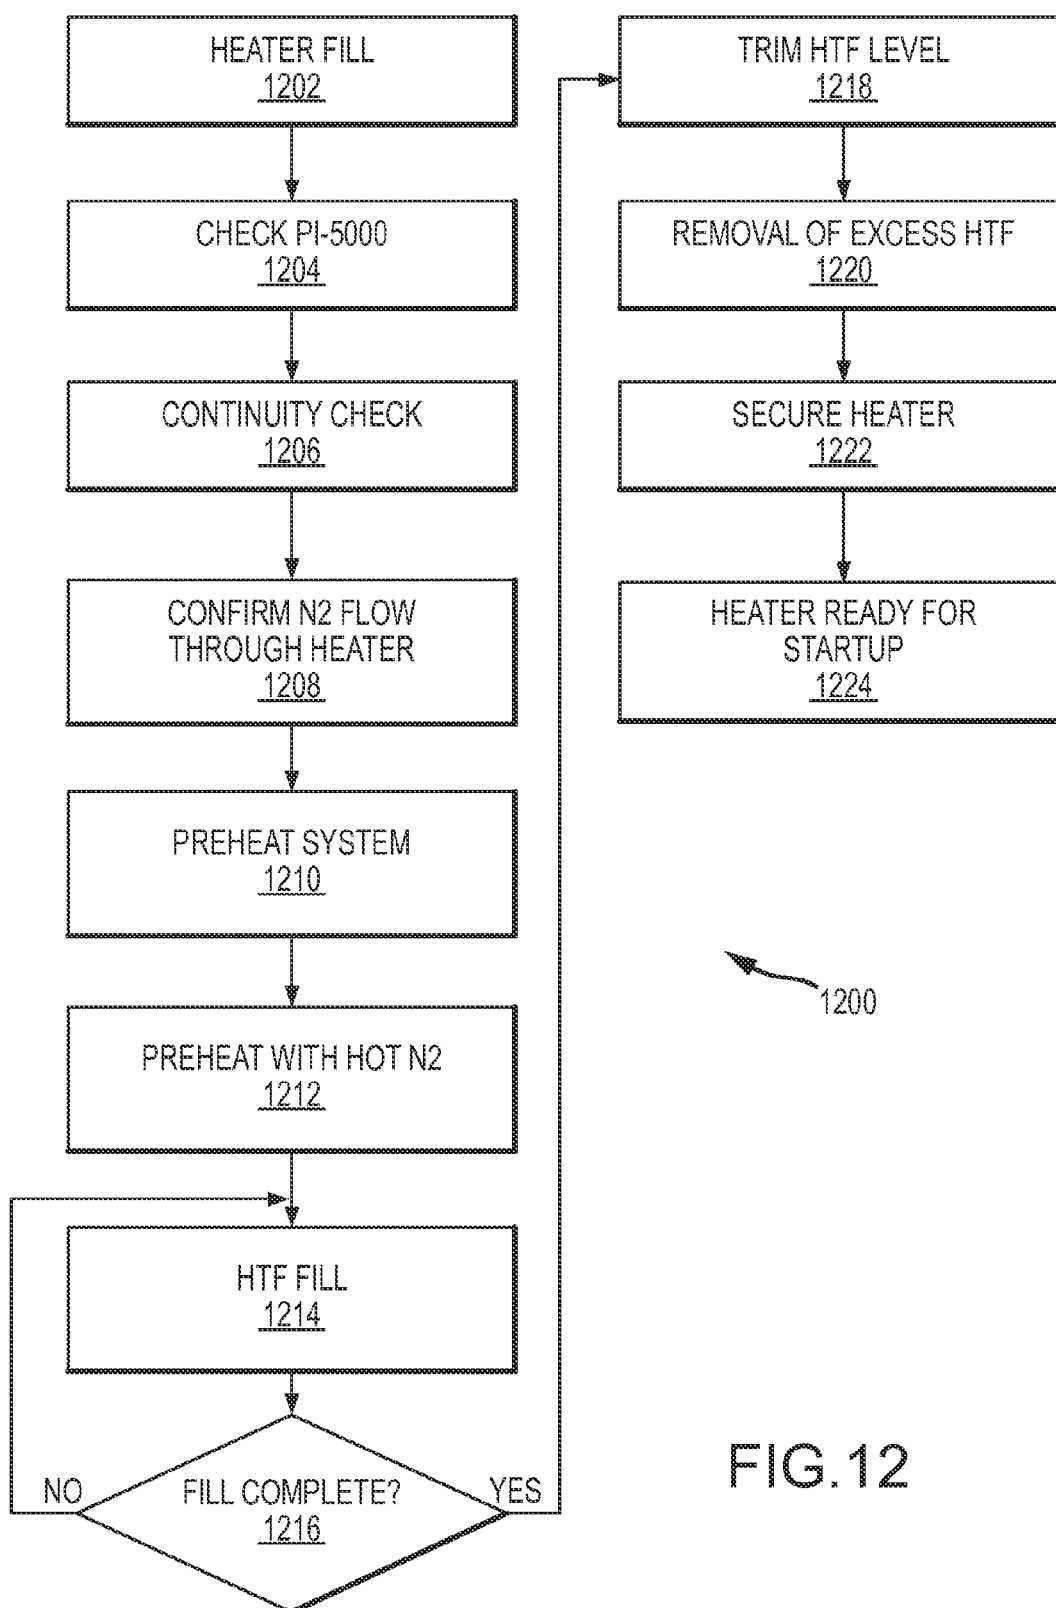 HEATER FILL
1202
CHECK PI-5000
1204
CONTINUITY CHECK
1206
CONFIRM N2 FLOW
THROUGH HEATER
1208
PREHEAT SYSTEM
1210
PREHEAT WITH HOT N2
1212
HTF FILL
1214
NO
FILL COMPLETE?
YES
1216
TRIM HTF LEVEL
1218
REMOVAL OF EXCESS HTF
1220
SECURE HEATER
1222
HEATER READY FOR
STARTUP
1224
1200
FIG.12